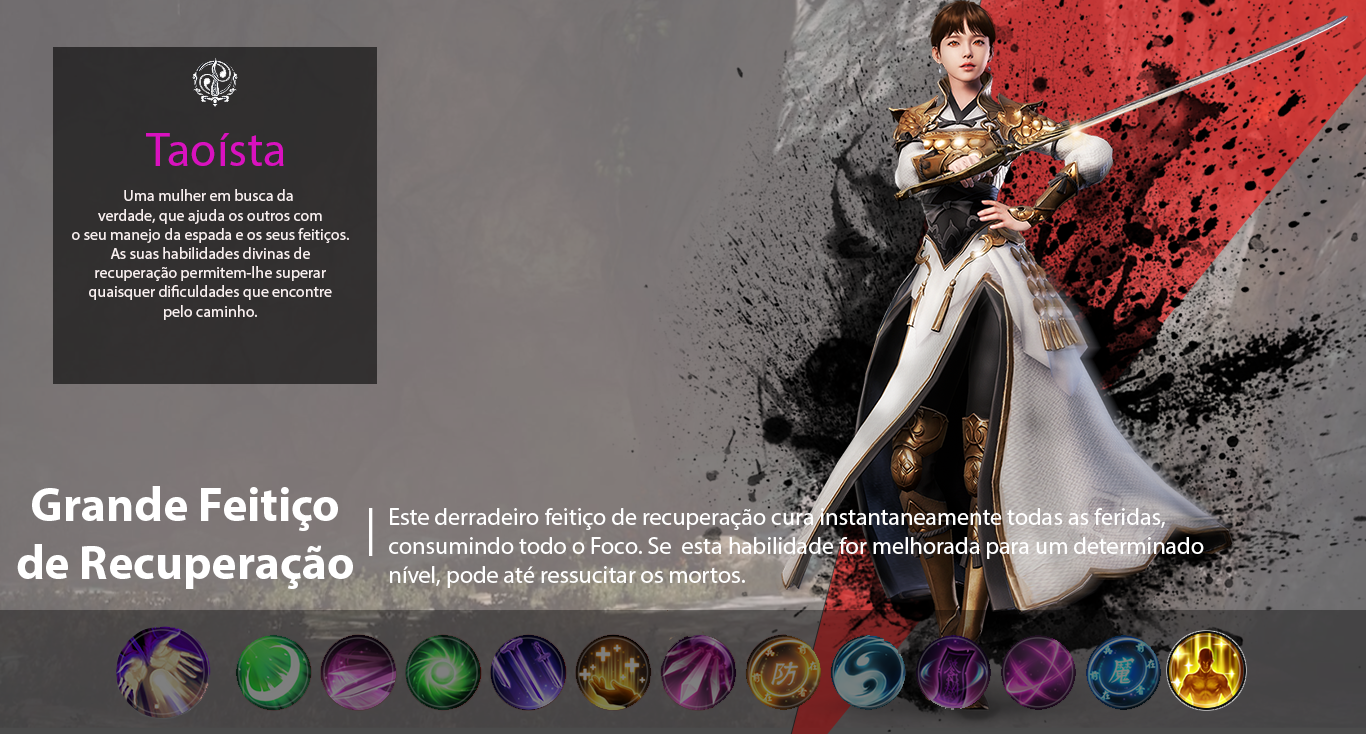 Taoísta
Uma mulher em busca da
verdade, que ajuda os outros com
o seu manejo da espada e os seus feitiços.
As suas habilidades divinas de
recuperação permitem-lhe superar
quaisquer dificuldades que encontre
pelo caminho.
Grande Feitiço
de Recuperação
Este derradeiro feitiço de recuperação cura instantaneamente todas as feridas,
consumindo todo o Foco. Se esta habilidade for melhorada para um determinado
nível, pode até ressucitar os mortos.
防
魔